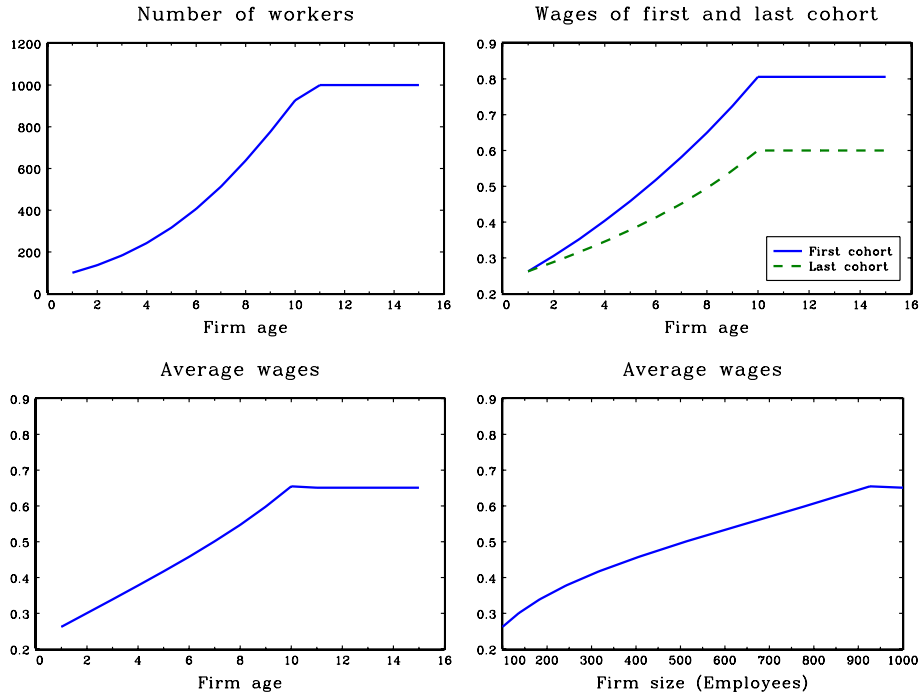 Number of workers
1200
1000
800
600
400
200
0
0 2 4 6 8 10 12 14 16
Firm age
Wages of first and last cohort
0.9
0.8
0.7
0.6
0.5
0.4
0.3
0.2
First cohort
Last cohort
0 2 4 6 8 10 12 14 16
Firm age
Average wages
0.9
0.8
0.7
0.6
0.5
0.4
0.3
0.2
0 2 4 6 8 10 12 14 16
Firm age
Average wages
0.9
0.8
0.7
0.6
0.5
0.4
0.3
0.2
100 200 300 400 500 600 700 800 900 1000
Firm size (Employees)